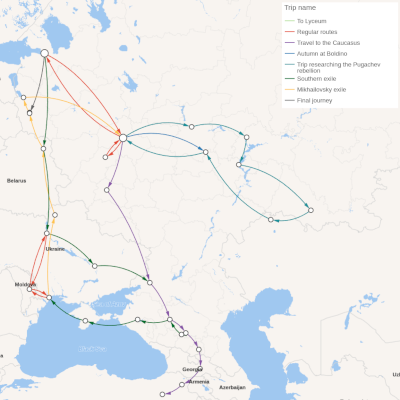 Trip name
To Lyceum
Regular routes
Travel to the Caucasus
Autumn at Boldino
Trip researching the Pugachev
rebellion
Southern exile
Mikhailovsky exile
Final journey
Belarus
Ukraine
Moldova
Georgia
Armenia
Azerbaijan